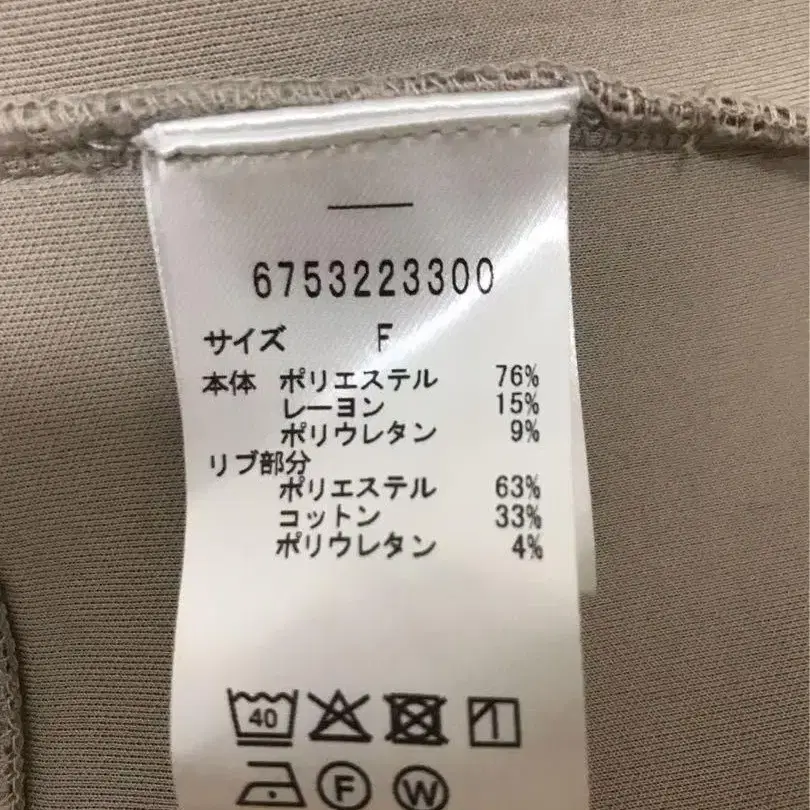 6753223300
サイズ F
本体 ポリエステル 76%
レーヨン 15%
ポリウレタン 9%
リブ部分
ポリエステル 63%
コットン 33%
ポリウレタン 4%
40
F W